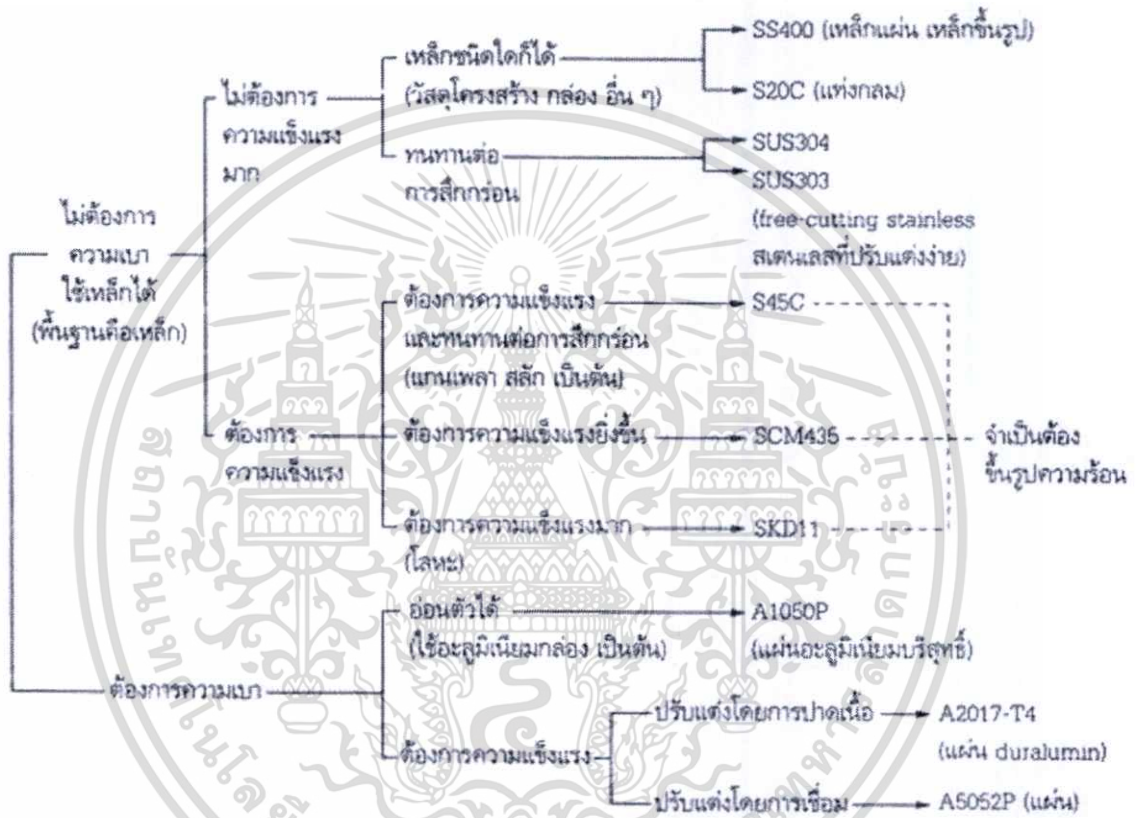 SS400 (เหล็กแผ่น เหล็กขึ้นรูป)
เหล็กชนิดใดก็ได้
(วัสดุโครงสร้าง กล่อง อื่น ๆ)
S20C (แท่งกลม)
ไม่ต้องการ
ความแข็งแรง
มาก
ทนทานต่อ
การสึกกร่อน
SUS304
SUS303
(free-cutting stainless
สเตนเลสที่ปรับแต่งง่าย)
ไม่ต้องการ
ความเบา
ใช้เหล็กได้
(พื้นฐานคือเหล็ก)
ต้องการความแข็งแรง
และทนทานต่อการสึกกร่อน
(แกนเพลา สลัก เป็นต้น)
S45C
ต้องการ
ความแข็งแรง
ต้องการความแข็งแรงยิ่งขึ้น
SCM435
จำเป็นต้อง
ขึ้นรูปความร้อน
ต้องการความแข็งแรงมาก
(โลหะ)
SKD11
อ่อนตัวได้
(ใช้อะลูมิเนียมกล่อง เป็นต้น)
A1050P
(แผ่นอะลูมิเนียมบริสุทธิ์)
ต้องการความเบา
ต้องการความแข็งแรง
ปรับแต่งโดยการปาดเนื้อ
A2017-T4
(แผ่น duralumin)
ปรับแต่งโดยการเชื่อม
A5052P (แผ่น)